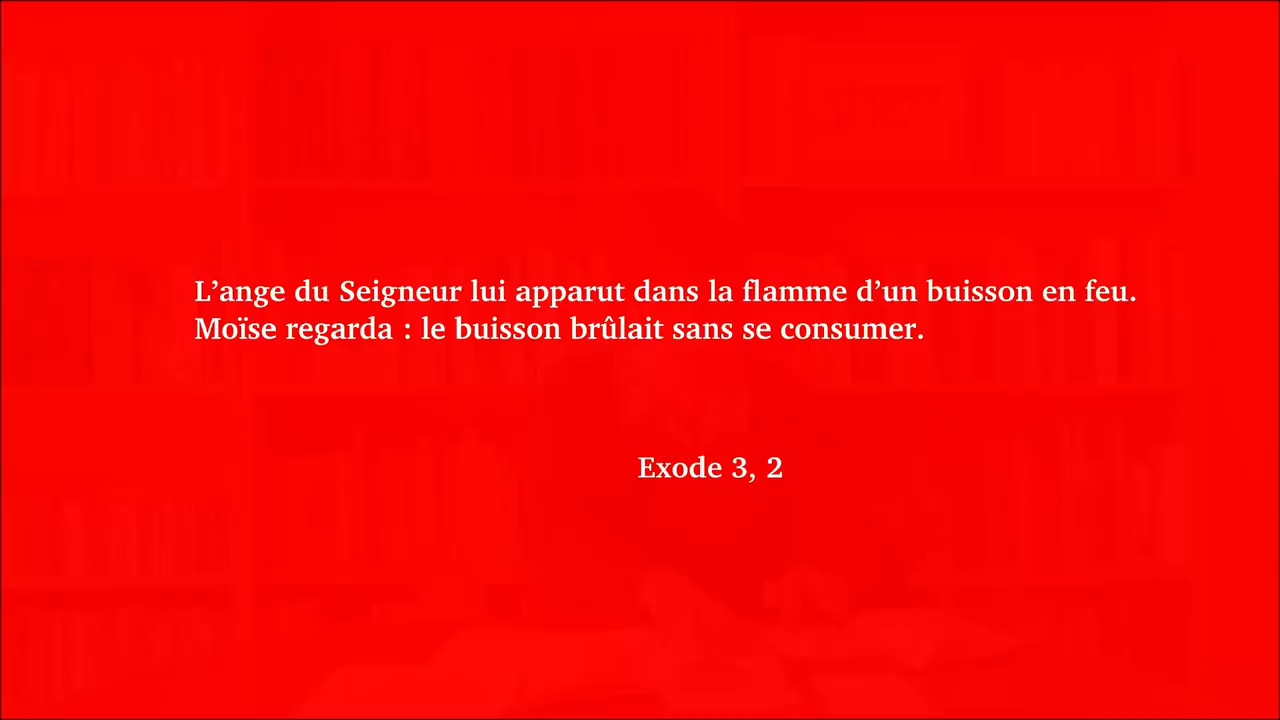 L’ange du Seigneur lui apparut dans la flamme d’un buisson en feu.
Moïse regarda : le buisson brûlait sans se consumer.
Exode 3, 2